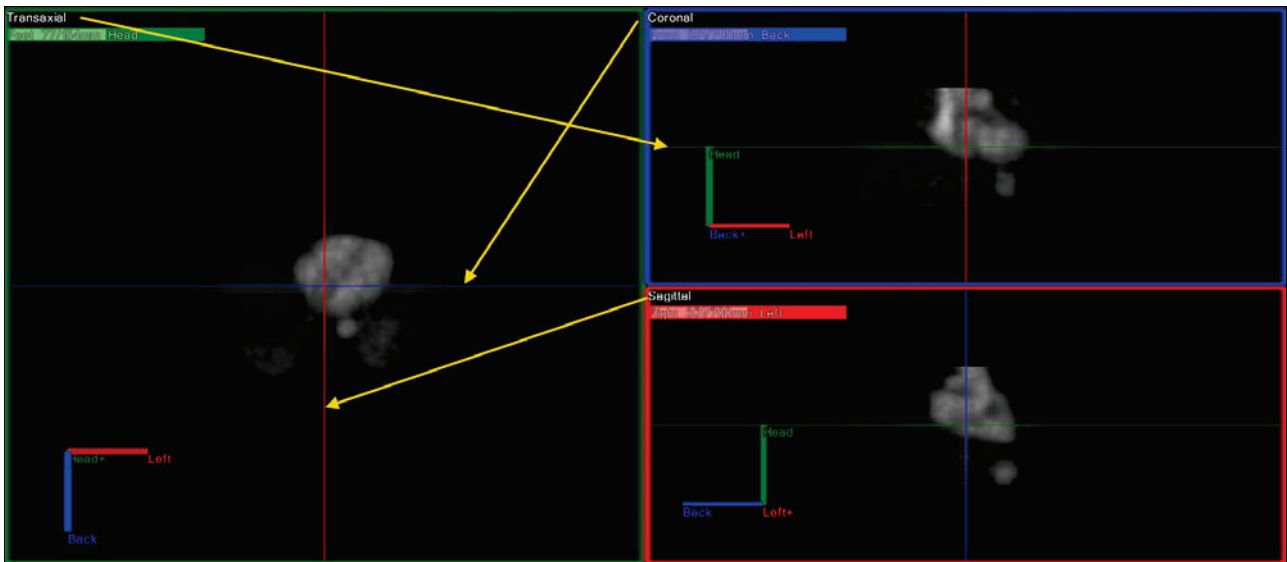 Transaxial
Head
Head+
Left
Back
Coronal
Back
Head
Back+
Left
Sagittal
Left
Head
Back
Left+